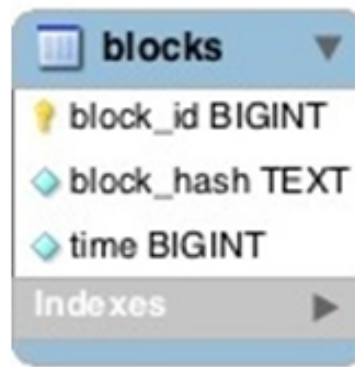 blocks
block_id BIGINT
block_hash TEXT
time BIGINT
Indexes